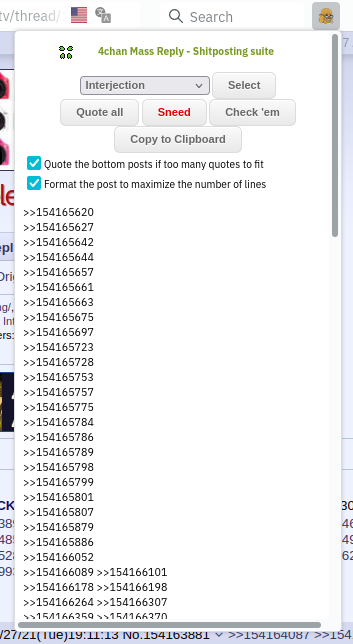 tv/thread/
Search
4chan Mass Reply - Shitposting suite
Interjection
Select
Quote all
Sneed
Check 'em
Copy to Clipboard
Quote the bottom posts if too many quotes to fit
Format the post to maximize the number of lines
>>154165620
>>154165627
>>154165642
>>154165644
>>154165657
>>154165661
>>154165663
>>154165675
>>154165697
>>154165723
>>154165728
>>154165753
>>154165757
>>154165775
>>154165784
>>154165786
>>154165789
>>154165798
>>154165799
>>154165801
>>154165807
>>154165879
>>154165886
>>154166052
>>154166089 >>154166101
>>154166178 >>154166198
>>154166264 >>154166307
>>154166359 >>154166370
/27/21(Tue)19:11:13 No.154163881 >>154164087 >>154